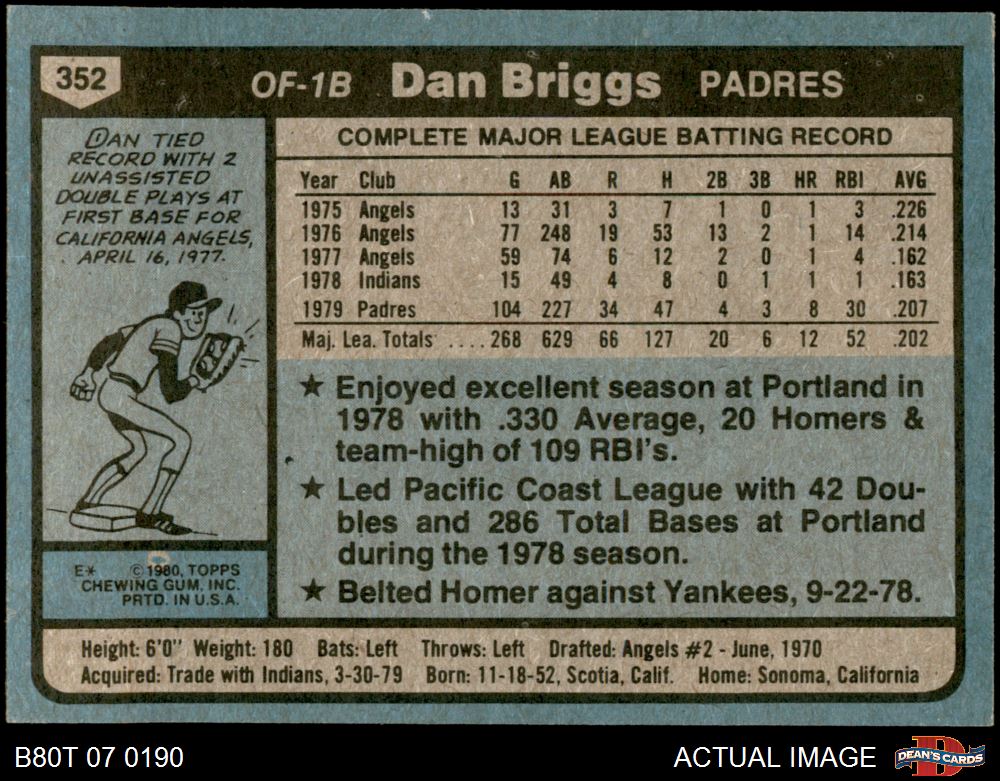 352
OF-1B Dan Briggs PADRES
DAN TIED
RECORD WITH 2
UNASSISTED
DOUBLE PLAYS AT
FIRST BASE FOR
CALIFORNIA ANGELS,
APRIL 16, 1977.
E* ©1980, TOPPS
CHEWING GUM, INC.
PRTD. IN U.S.A.
COMPLETE MAJOR LEAGUE BATTING RECORD
Year Club G AB R H 2B 3B HR RBI AVG
1975 Angels 13 31 3 7 1 0 1 3 .226
1976 Angels 77 248 19 53 13 2 1 14 .214
1977 Angels 59 74 6 12 2 0 1 4 .162
1978 Indians 15 49 4 8 0 1 1 1 .163
1979 Padres 104 227 34 47 4 3 8 30 .207
Maj. Lea. Totals ....268 629 66 127 20 6 12 52 .202
★ Enjoyed excellent season at Portland in
1978 with .330 Average, 20 Homers &
team-high of 109 RBI's.
★ Led Pacific Coast League with 42 Dou-
bles and 286 Total Bases at Portland
during the 1978 season.
★ Belted Homer against Yankees, 9-22-78.
Height: 6'0" Weight: 180 Bats: Left Throws: Left Drafted: Angels #2 - June, 1970
Acquired: Trade with Indians, 3-30-79 Born: 11-18-52, Scotia, Calif. Home: Sonoma, California
B80T 07 0190
ACTUAL IMAGE
D
DEAN'S CARDS